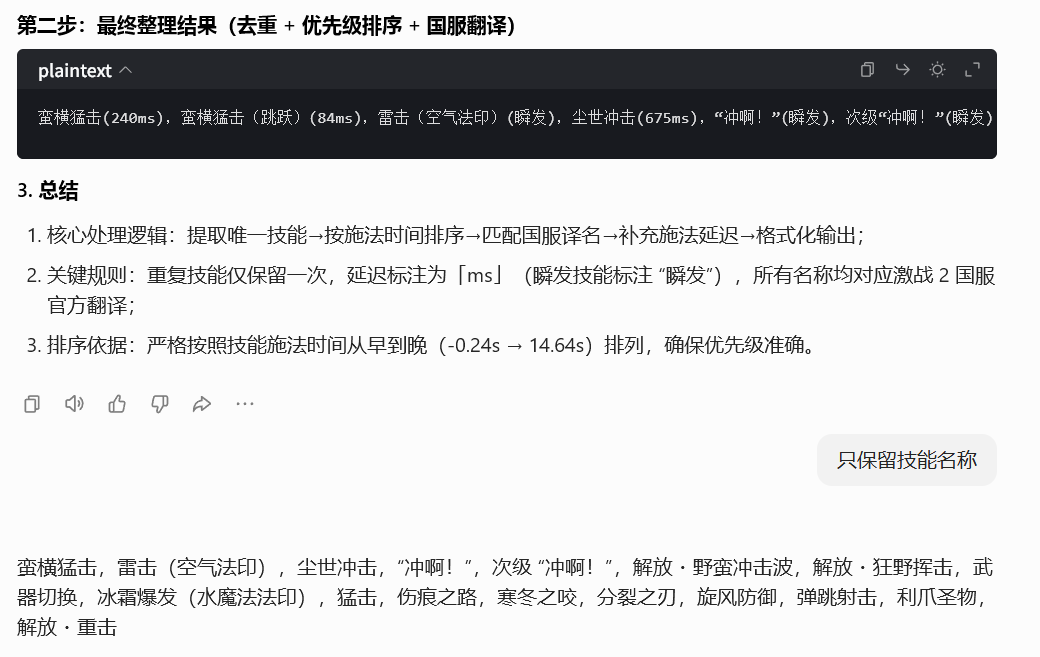 第二步：最终整理结果（去重 + 优先级排序 + 国服翻译）
plaintext
蛮横猛击(240ms)，蛮横猛击（跳跃）(84ms)，雷击（空气法印）(瞬发)，尘世冲击(675ms)，“冲啊！”(瞬发)，次级“冲啊！”(瞬发)
3. 总结
1. 核心处理逻辑：提取唯一技能→按施法时间排序→匹配国服译名→补充施法延迟→格式化输出；
2. 关键规则：重复技能仅保留一次，延迟标注为「ms」（瞬发技能标注 “瞬发”），所有名称均对应激战 2 国服
官方翻译；
3. 排序依据：严格按照技能施法时间从早到晚（-0.24s → 14.64s）排列，确保优先级准确。
只保留技能名称
蛮横猛击，雷击（空气法印），尘世冲击，“冲啊！”，次级 “冲啊！”，解放・野蛮冲击波，解放・狂野挥击，武
器切换，冰霜爆发（水魔法法印），猛击，伤痕之路，寒冬之咬，分裂之刃，旋风防御，弹跳射击，利爪圣物，
解放・重击